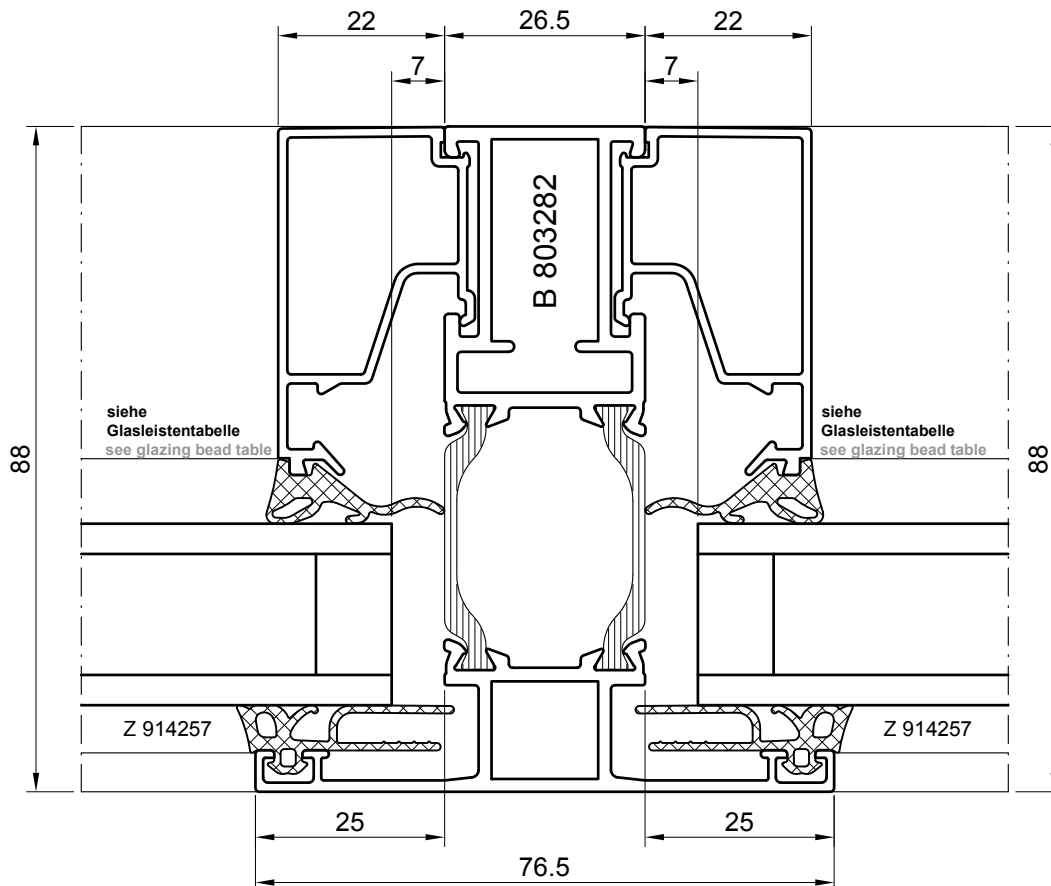 22
26.5
22
7
7
B 803282
88
siehe
Glasleistentabelle
see glazing bead table
siehe
Glasleistentabelle
see glazing bead table
88
Z 914257
Z 914257
25
25
76.5